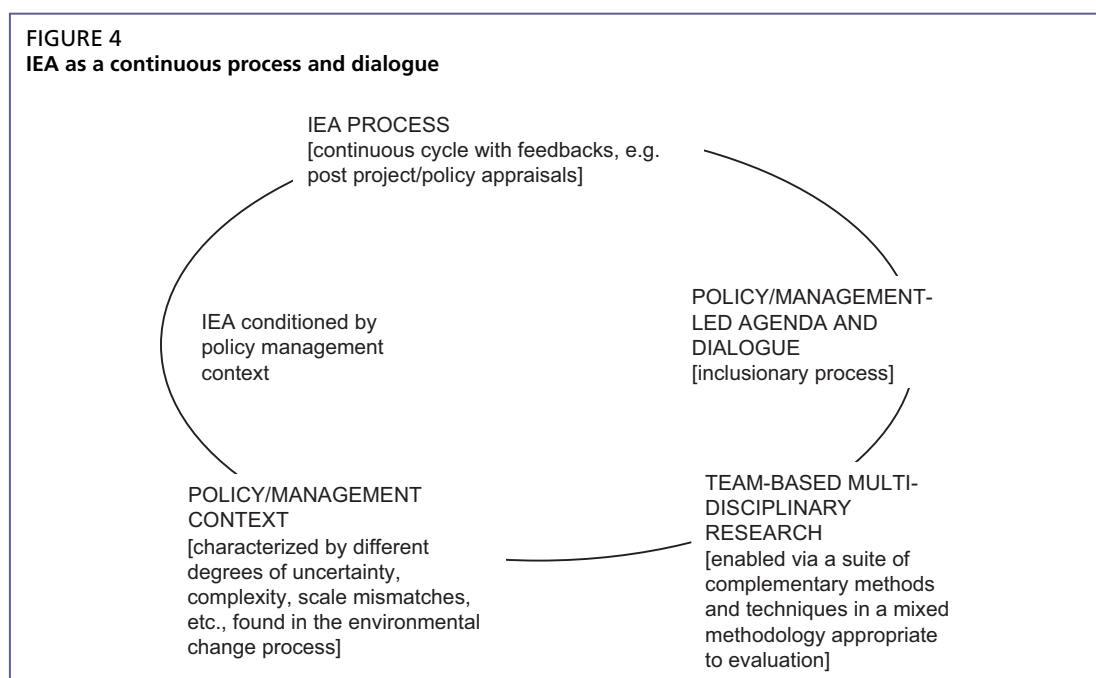 FIGURE 4
IEA as a continuous process and dialogue
IEA PROCESS
[continuous cycle with feedbacks, e.g.
post project/policy appraisals]
POLICY/MANAGEMENT-
LED AGENDA AND
DIALOGUE
[inclusionary process]
IEA conditioned by
policy management
context
TEAM-BASED MULTI-
DISCIPLINARY
RESEARCH
[enabled via a suite of
complementary methods
and techniques in a mixed
methodology appropriate
to evaluation]
POLICY/MANAGEMENT
CONTEXT
[characterized by different
degrees of uncertainty,
complexity, scale mismatches,
etc., found in the environmental
change process]